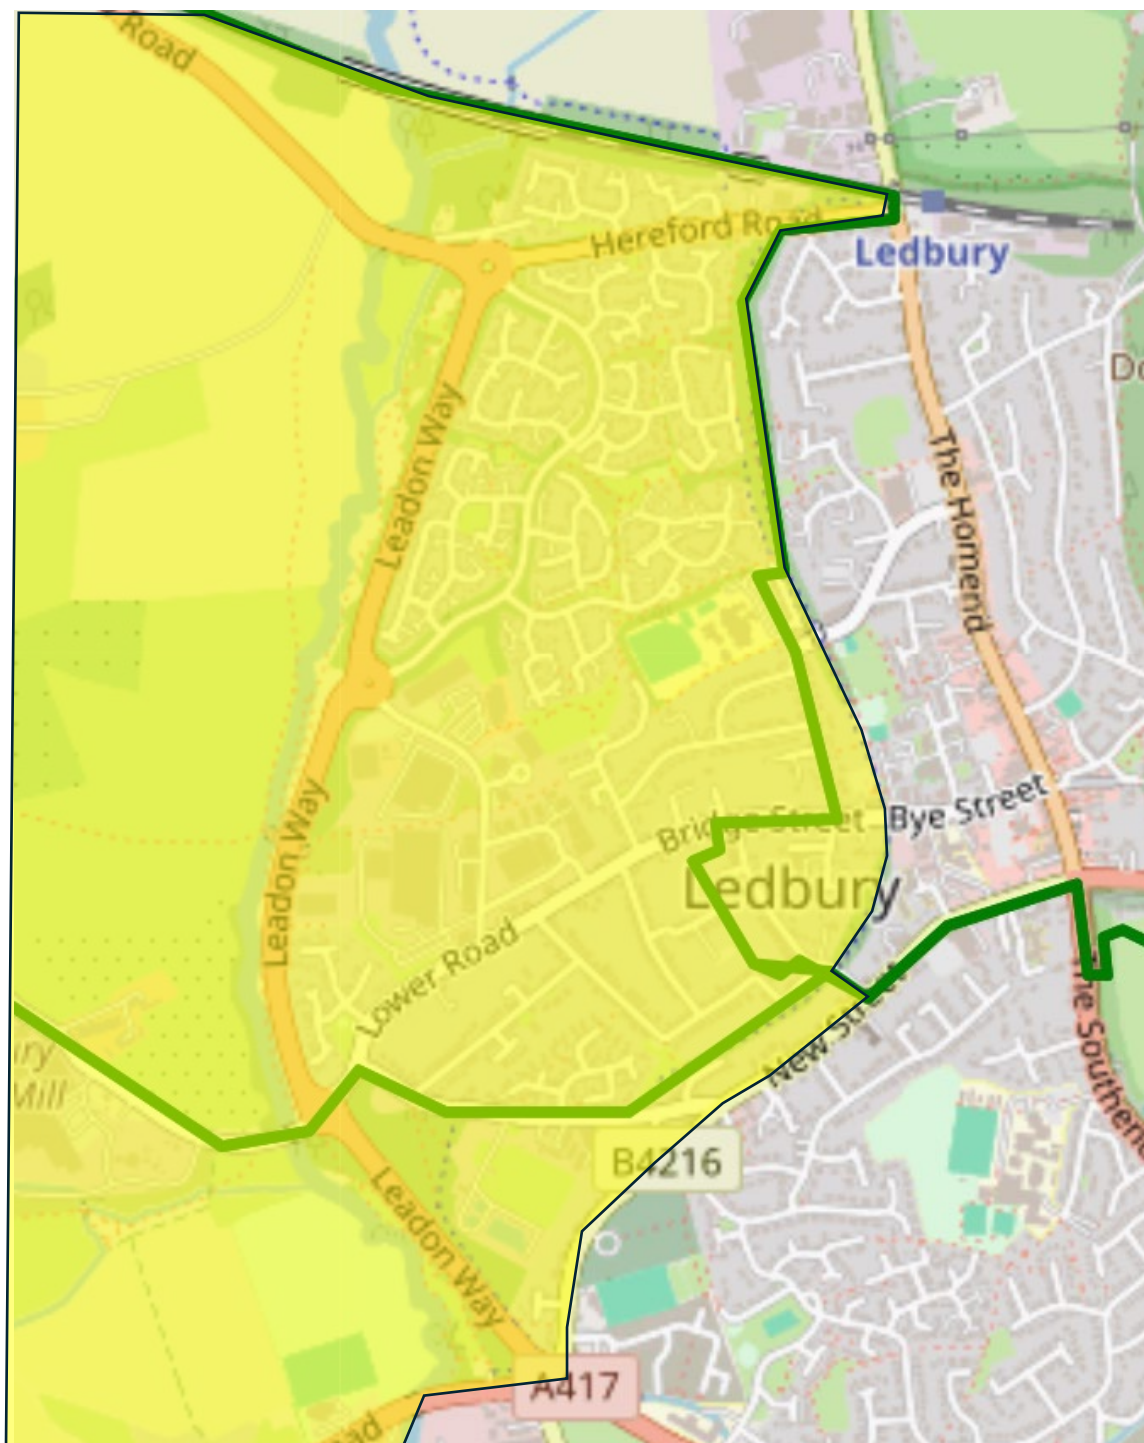 Road
Hereford Road
Ledbury
Do
Leadon Way
The Homend
Leadon Way
Bridge Street
Bye Street
Ledbury
Lower Road
New Street
The Southend
Mill
B4216
Leadon Way
A417